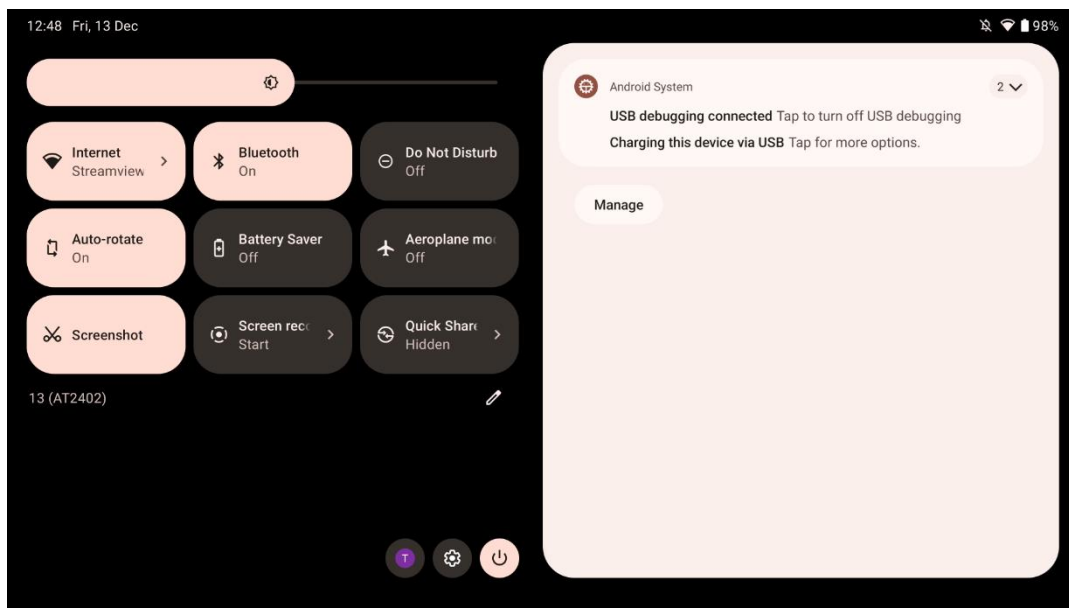 12:48 Fri, 13 Dec
98%
Internet
Streamview
Bluetooth
On
Do Not Disturb
Off
Auto-rotate
On
Battery Saver
Off
Aeroplane mo
Off
Screenshot
Screen rec
Start
Quick Share
Hidden
13 (AT2402)
T
Android System
2
USB debugging connected Tap to turn off USB debugging
Charging this device via USB Tap for more options.
Manage